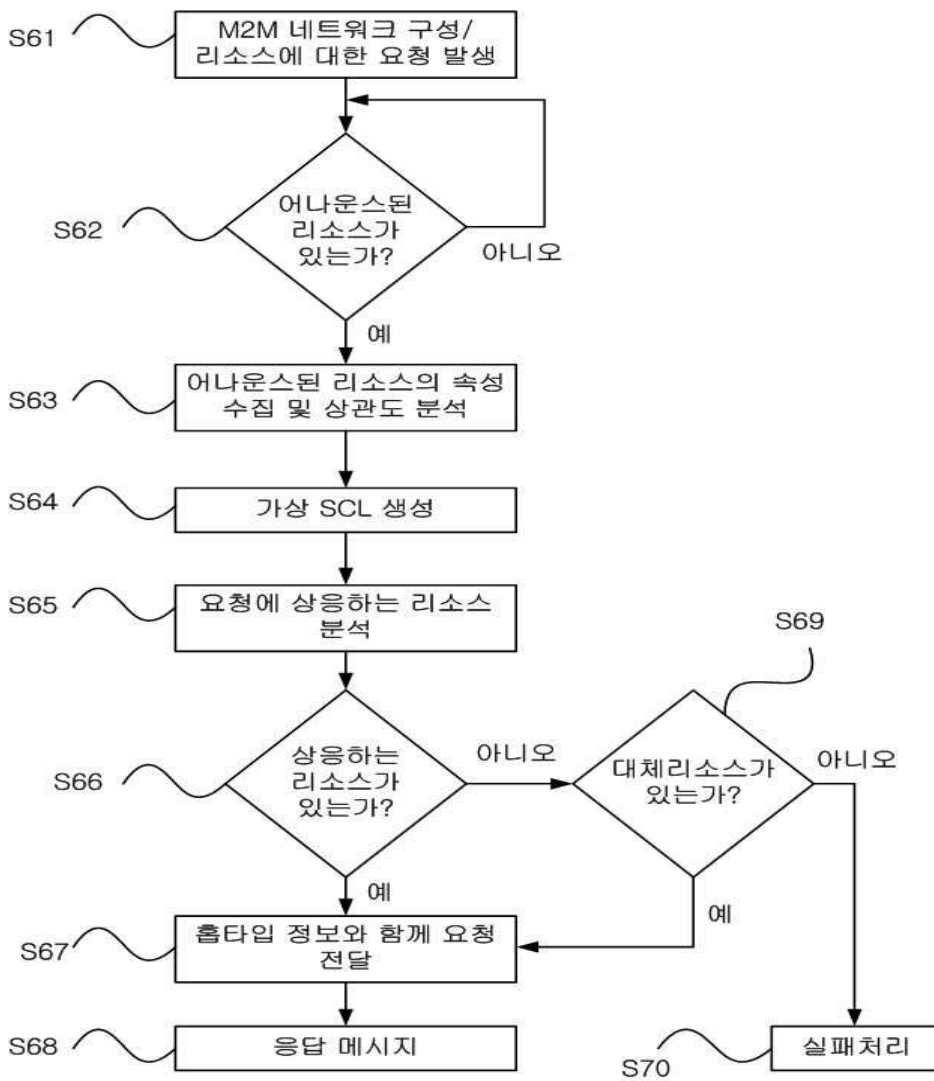 S61
M2M 네트워크 구성/
리소스에 대한 요청 발생
S62
어나운스된
리소스가
있는가?
아니오
예
S63
어나운스된 리소스의 속성
수집 및 상관도 분석
S64
가상 SCL 생성
S65
요청에 상응하는 리소스
분석
S66
상응하는
리소스가
있는가?
아니오
예
S69
대체리소스가
있는가?
아니오
예
S67
홉타입 정보와 함께 요청
전달
S68
응답 메시지
S70
실패처리